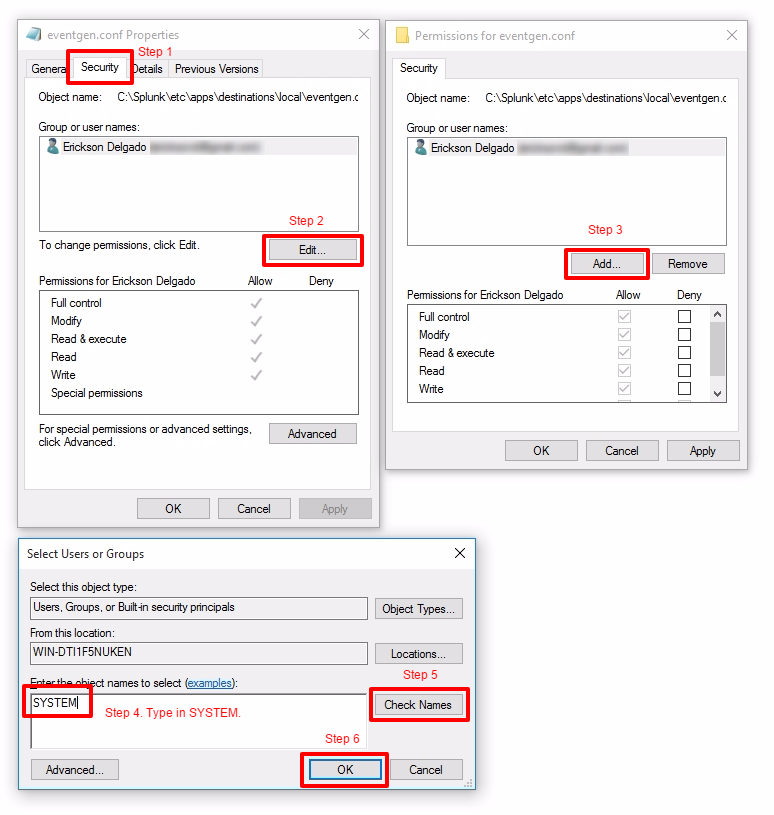 eventgen.conf Properties
Step 1
General
Security
Details
Previous Versions
Object name: C:\Splunk\etc\apps\destinations\local\eventgen.c
Group or user names:
Erickson Delgado
Step 2
To change permissions, click Edit.
Edit...
Permissions for Erickson Delgado Allow Deny
Full control
Modify
Read & execute
Read
Write
Special permissions
For special permissions or advanced settings,
click Advanced.
Advanced
OK Cancel Apply
Permissions for eventgen.conf
Security
Object name: C:\Splunk\etc\apps\destinations\local\eventgen.c
Group or user names:
Erickson Delgado
Step 3
Add... Remove
Permissions for Erickson Delgado Allow Deny
Full control
Modify
Read & execute
Read
Write
OK Cancel Apply
Select Users or Groups
Select this object type:
Users, Groups, or Built-in security principals
Object Types...
From this location:
WIN-DTI1F5NUKEN
Locations...
Step 5
Enter the object names to select (examples):
SYSTEM
Step 4. Type in SYSTEM.
Check Names
Step 6
Advanced... OK Cancel